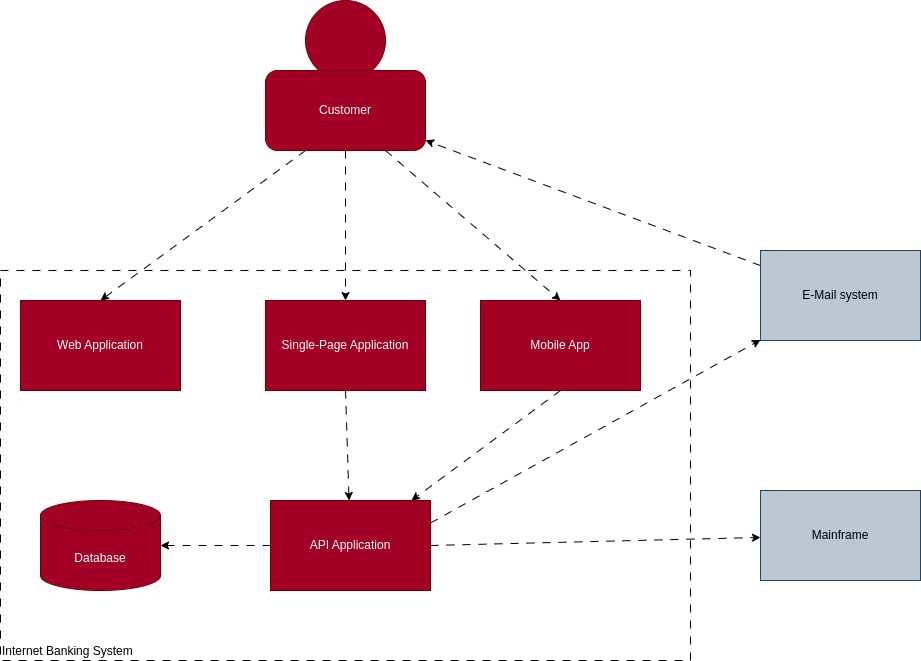 Customer
E-Mail system
Web Application
Single-Page Application
Mobile App
Database
API Application
Mainframe
Internet Banking System